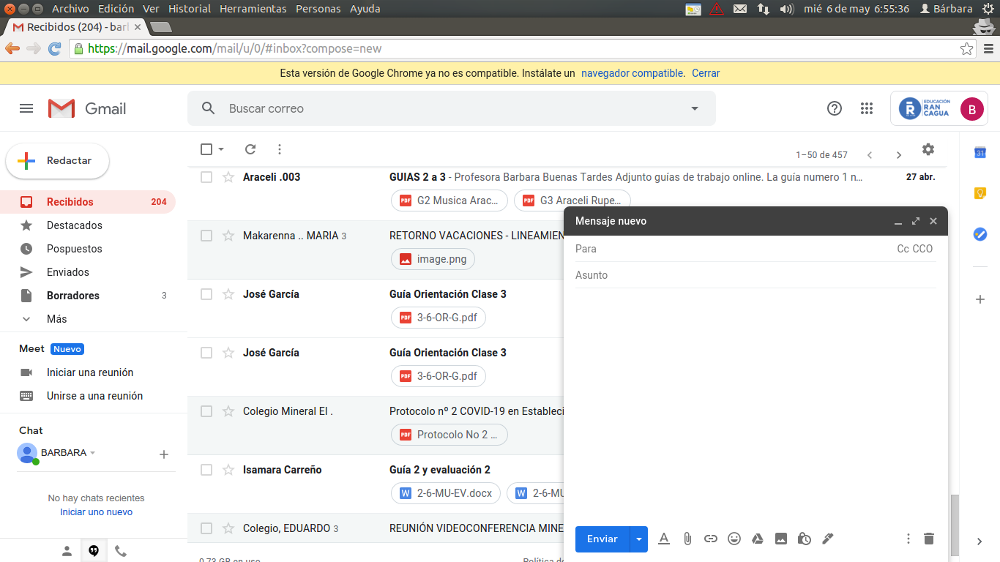 Archivo Edición Ver Historial Herramientas Personas Ayuda mié 6 de may 6:55:36 Bárbara
Recibidos (204) - bar
https://mail.google.com/mail/u/0/#inbox?compose=new
Esta versión de Google Chrome ya no es compatible. Instálate un navegador compatible. Cerrar
Gmail
Buscar correo
EDUCACIÓN
RAN
CAGUA
B
Redactar
1–50 de 457
31
Recibidos 204
Destacados
Pospuestos
Enviados
Borradores 3
Más
Meet Nuevo
Iniciar una reunión
Unirse a una reunión
Chat
BARBARA
No hay chats recientes
Iniciar uno nuevo
Araceli .003 GUIAS 2 a 3 - Profesora Barbara Buenas Tardes Adjunto guías de trabajo online. La guía numero 1 n... 27 abr.
PDF G2 Musica Arac... PDF G3 Araceli Rupe...
Makarenna .. MARIA 3 RETORNO VACACIONES - LINEAMIEN
image.png
José García Guía Orientación Clase 3
PDF 3-6-OR-G.pdf
José García Guía Orientación Clase 3
PDF 3-6-OR-G.pdf
Colegio Mineral El . Protocolo nº 2 COVID-19 en Estableci
PDF Protocolo No 2 ...
Isamara Carreño Guía 2 y evaluación 2
W 2-6-MU-EV.docx W 2-6-MU
Colegio, EDUARDO 3 REUNIÓN VIDEOCONFERENCIA MINE
0,73 GB en uso Política de
Mensaje nuevo
Para Cc CCO
Asunto
Enviar